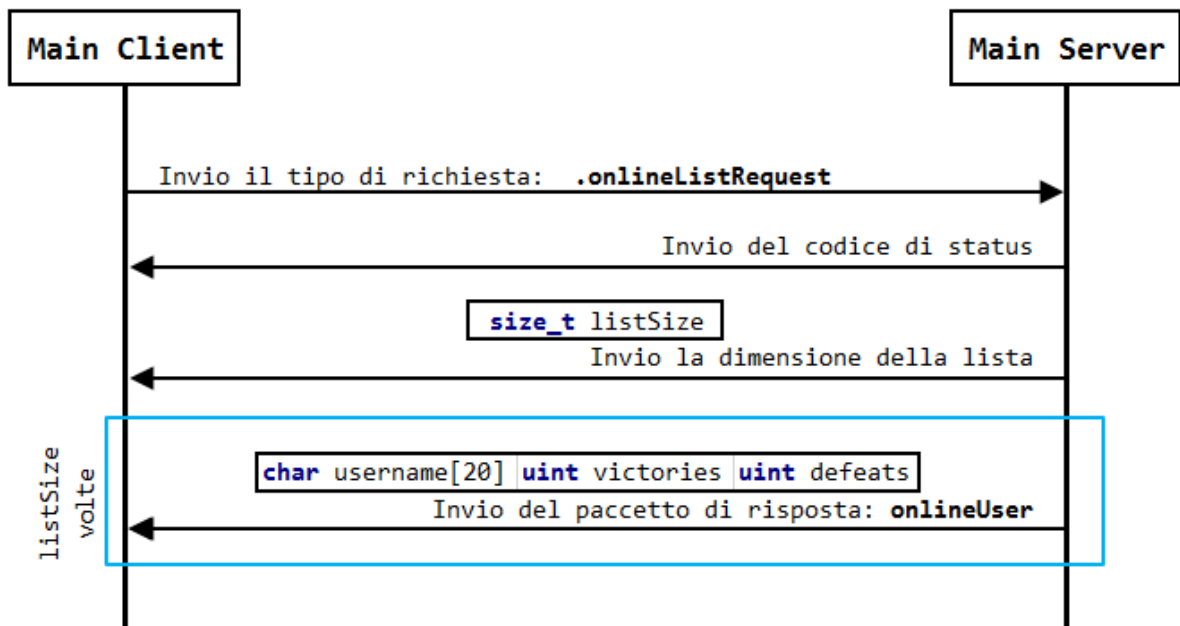 Main Client
Main Server
Invio il tipo di richiesta: .onlineListRequest
Invio del codice di status
size_t listSize
Invio la dimensione della lista
listSize
volte
char username[20] uint victories uint defeats
Invio del paccetto di risposta: onlineUser